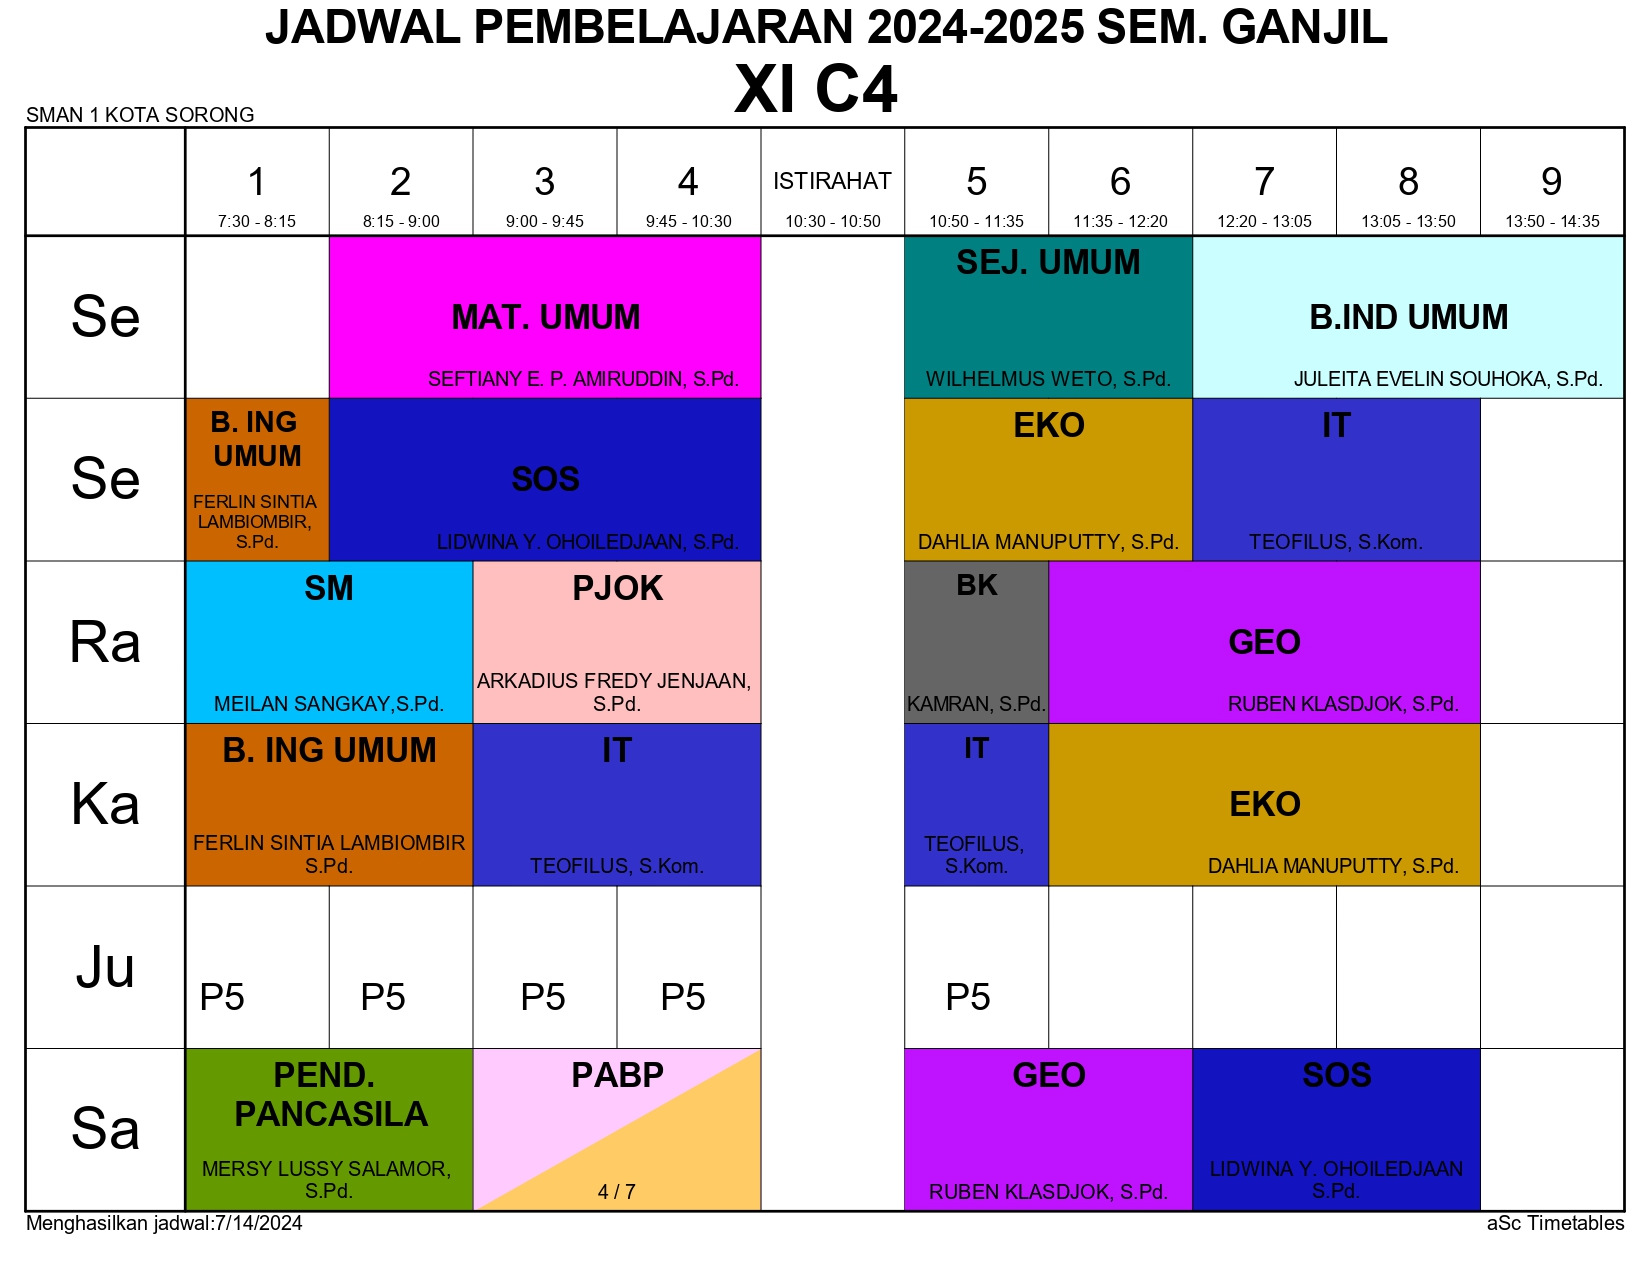 JADWAL PEMBELAJARAN 2024-2025 SEM. GANJIL
XI C4
SMAN 1 KOTA SORONG
1 2 3 4 ISTIRAHAT 5 6 7 8 9
7:30 - 8:15 8:15 - 9:00 9:00 - 9:45 9:45 - 10:30 10:30 - 10:50 10:50 - 11:35 11:35 - 12:20 12:20 - 13:05 13:05 - 13:50 13:50 - 14:35
Se
MAT. UMUM
SEFTIANY E. P. AMIRUDDIN, S.Pd.
SEJ. UMUM
WILHELMUS WETO, S.Pd.
B.IND UMUM
JULEITA EVELIN SOUHOKA, S.Pd.
Se
B. ING
UMUM
FERLIN SINTIA
LAMBIOMBIR,
S.Pd.
SOS
LIDWINA Y. OHOILEDJAAN, S.Pd.
EKO
DAHLIA MANUPUTTY, S.Pd.
IT
TEOFILUS, S.Kom.
Ra
SM
MEILAN SANGKAY,S.Pd.
PJOK
ARKADIUS FREDY JENJAAN,
S.Pd.
BK
KAMRAN, S.Pd.
GEO
RUBEN KLASDJOK, S.Pd.
Ka
B. ING UMUM
FERLIN SINTIA LAMBIOMBIR
S.Pd.
IT
TEOFILUS, S.Kom.
IT
TEOFILUS,
S.Kom.
EKO
DAHLIA MANUPUTTY, S.Pd.
Ju
P5 P5 P5 P5 P5
Sa
PEND.
PANCASILA
MERSY LUSSY SALAMOR,
S.Pd.
PABP
4 / 7
GEO
RUBEN KLASDJOK, S.Pd.
SOS
LIDWINA Y. OHOILEDJAAN
S.Pd.
Menghasilkan jadwal:7/14/2024
aSc Timetables